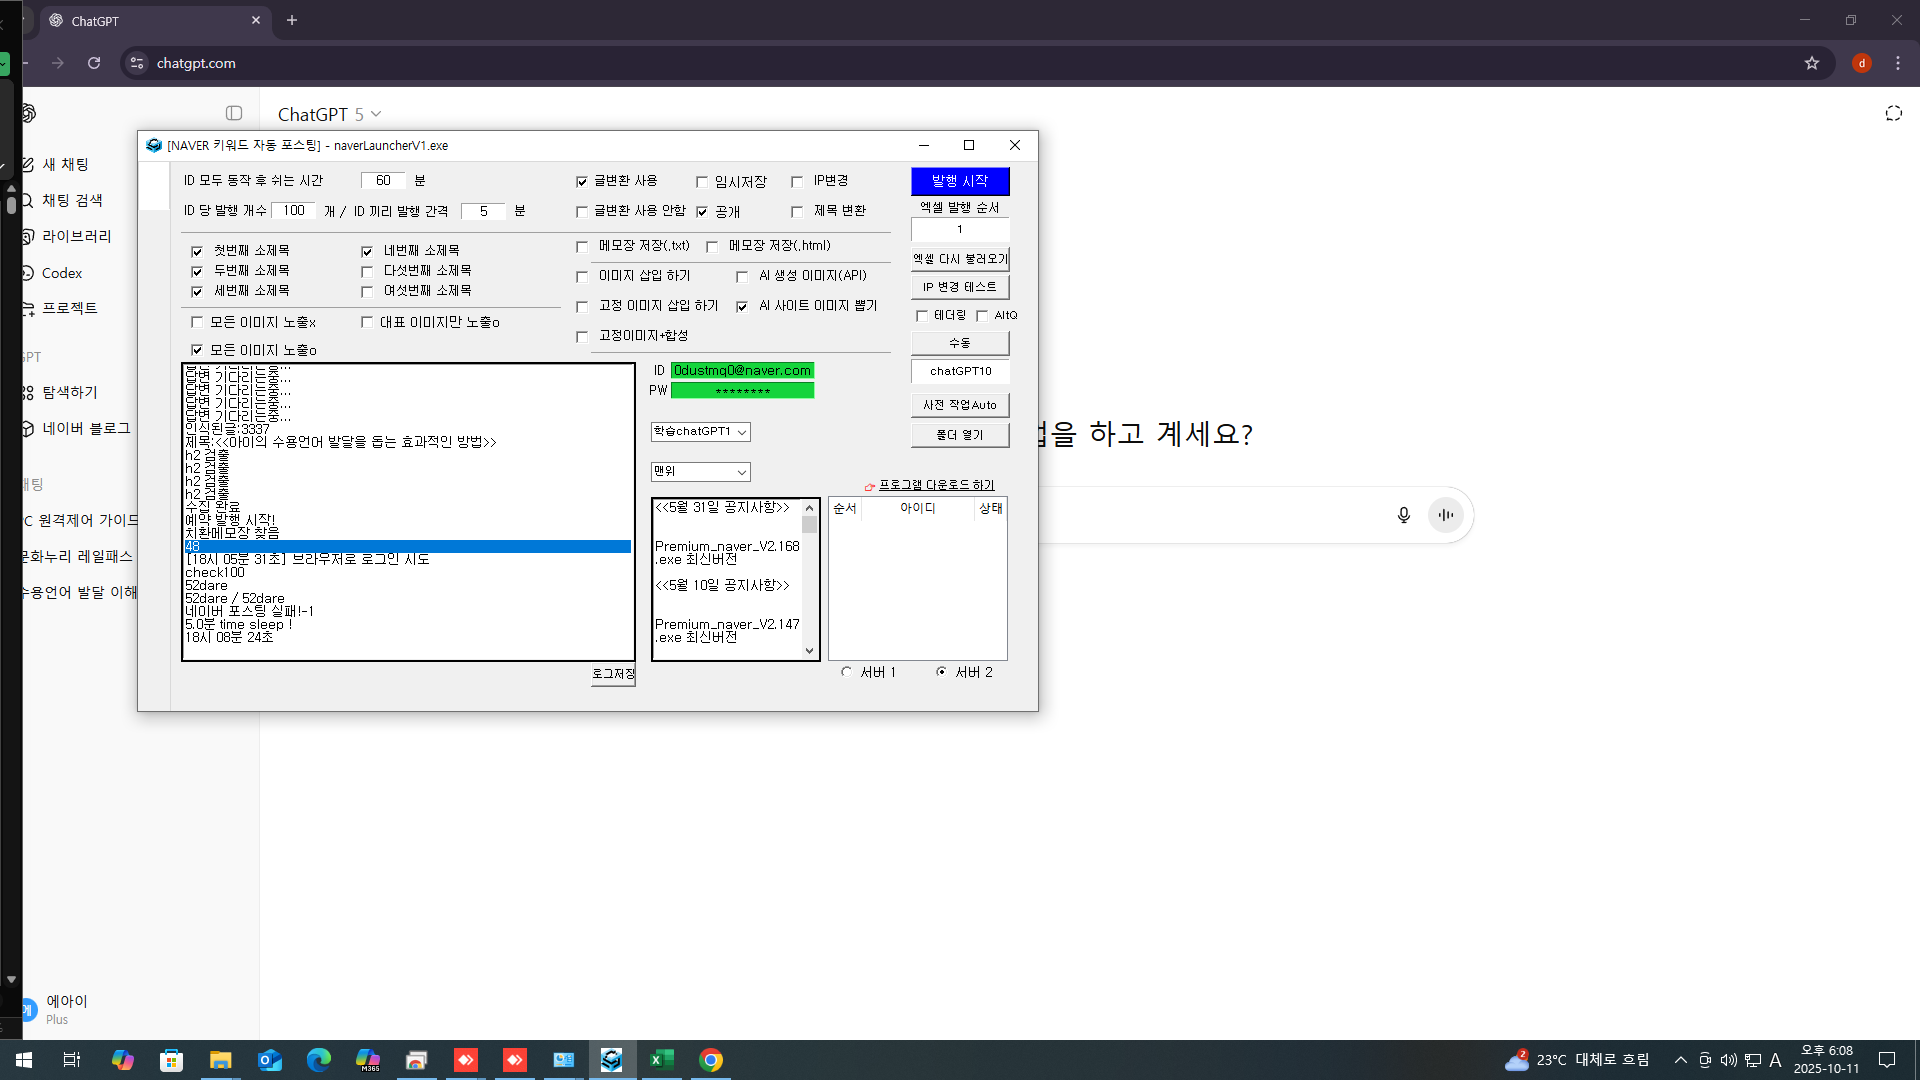 ChatGPT
chatgpt.com
d
ChatGPT 5
새 채팅
채팅 검색
라이브러리
Codex
프로젝트
GPT
탐색하기
네이버 블로그
채팅
PC 원격제어 가이드
문화누리 레일패스
수용언어 발달 이해
에아이
Plus
[NAVER 키워드 자동 포스팅] - naverLauncherV1.exe
ID 모두 동작 후 쉬는 시간 60 분
ID 당 발행 개수 100 개 / ID 끼리 발행 간격 5 분
글변환 사용 임시저장 IP변경
글변환 사용 안함 공개 제목 변환
첫번째 소제목 네번째 소제목
두번째 소제목 다섯번째 소제목
세번째 소제목 여섯번째 소제목
모든 이미지 노출x 대표 이미지만 노출o
모든 이미지 노출o
메모장 저장(.txt) 메모장 저장(.html)
이미지 삽입 하기 AI 생성 이미지(API)
고정 이미지 삽입 하기 AI 사이트 이미지 뽑기
고정이미지+합성
발행 시작
엑셀 발행 순서
1
엑셀 다시 불러오기
IP 변경 테스트
테더링 AltQ
수동
chatGPT10
사전 작업Auto
폴더 열기
답변 기다리는중...
답변 기다리는중...
답변 기다리는중...
답변 기다리는중...
답변 기다리는중...
인식된글:3337
제목:<<아이의 수용언어 발달을 돕는 효과적인 방법>>
h2 검출
h2 검출
h2 검출
h2 검출
수집 완료
예약 발행 시작!
치환메모장 찾음
48
[18시 05분 31초] 브라우저로 로그인 시도
check100
52dare
52dare / 52dare
네이버 포스팅 실패!-1
5.0분 time sleep !
18시 08분 24초
로그저장
ID 0dustmq0@naver.com
PW ********
학습chatGPT1
맨위
<<5월 31일 공지사항>>
Premium_naver_V2.168
.exe 최신버전
<<5월 10일 공지사항>>
Premium_naver_V2.147
.exe 최신버전
프로그램 다운로드 하기
순서 아이디 상태
서버 1 서버 2
업을 하고 계세요?
M365
2
23°C 대체로 흐림
A
오후 6:08
2025-10-11